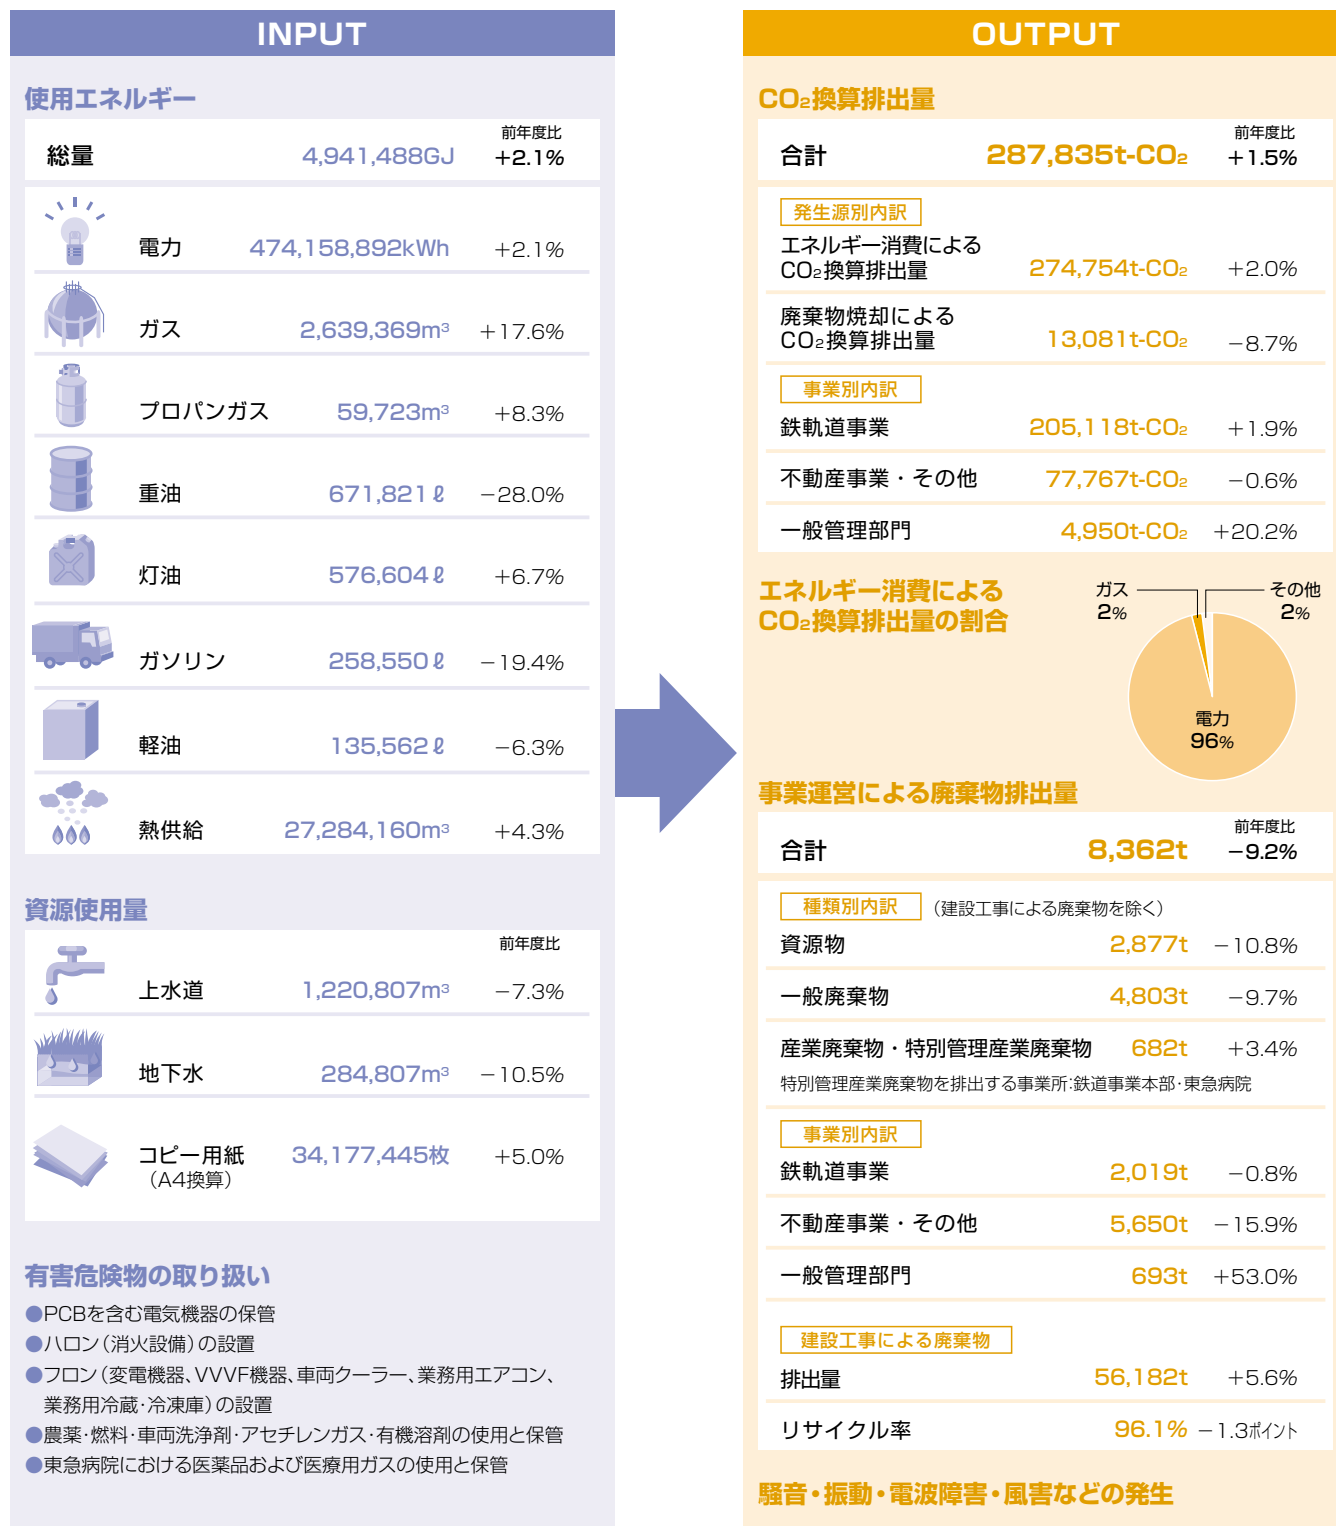 INPUT
使用エネルギー
前年度比
総量 4,941,488GJ +2.1%
電力 474,158,892kWh +2.1%
ガス 2,639,369m³ +17.6%
プロパンガス 59,723m³ +8.3%
重油 671,821ℓ −28.0%
灯油 576,604ℓ +6.7%
ガソリン 258,550ℓ −19.4%
軽油 135,562ℓ −6.3%
熱供給 27,284,160m³ +4.3%
資源使用量
前年度比
上水道 1,220,807m³ −7.3%
地下水 284,807m³ −10.5%
コピー用紙 34,177,445枚 +5.0%
（A4換算）
有害危険物の取り扱い
●PCBを含む電気機器の保管
●ハロン（消火設備）の設置
●フロン（変電機器、VVVF機器、車両クーラー、業務用エアコン、
業務用冷蔵・冷凍庫）の設置
●農薬・燃料・車両洗浄剤・アセチレンガス・有機溶剤の使用と保管
●東急病院における医薬品および医療用ガスの使用と保管
OUTPUT
CO₂換算排出量
前年度比
合計 287,835t-CO₂ +1.5%
発生源別内訳
エネルギー消費による
CO₂換算排出量 274,754t-CO₂ +2.0%
廃棄物焼却による
CO₂換算排出量 13,081t-CO₂ −8.7%
事業別内訳
鉄軌道事業 205,118t-CO₂ +1.9%
不動産事業・その他 77,767t-CO₂ −0.6%
一般管理部門 4,950t-CO₂ +20.2%
エネルギー消費による
CO₂換算排出量の割合
ガス
2%
その他
2%
電力
96%
事業運営による廃棄物排出量
前年度比
合計 8,362t −9.2%
種類別内訳 （建設工事による廃棄物を除く）
資源物 2,877t −10.8%
一般廃棄物 4,803t −9.7%
産業廃棄物・特別管理産業廃棄物 682t +3.4%
特別管理産業廃棄物を排出する事業所：鉄道事業本部・東急病院
事業別内訳
鉄軌道事業 2,019t −0.8%
不動産事業・その他 5,650t −15.9%
一般管理部門 693t +53.0%
建設工事による廃棄物
排出量 56,182t +5.6%
リサイクル率 96.1% −1.3ポイント
騒音・振動・電波障害・風害などの発生